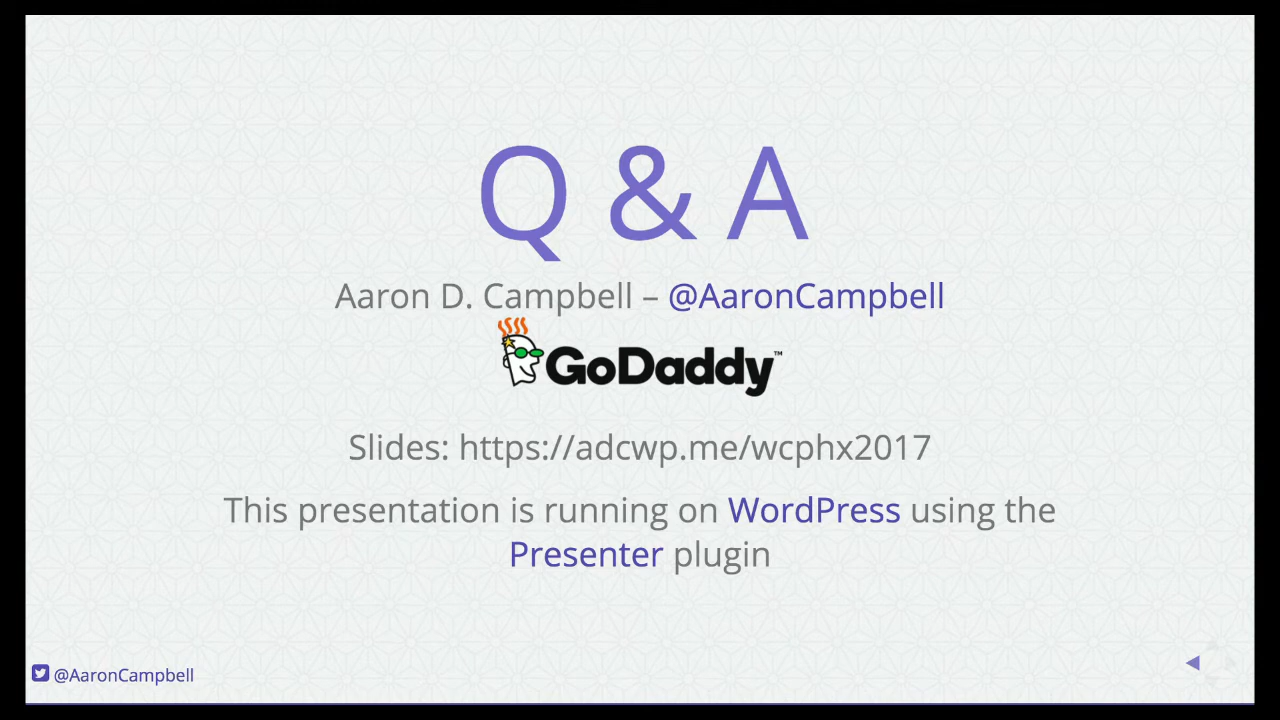 Q & A
Aaron D. Campbell – @AaronCampbell
GoDaddy™
Slides: https://adcwp.me/wcphx2017
This presentation is running on WordPress using the
Presenter plugin
@AaronCampbell